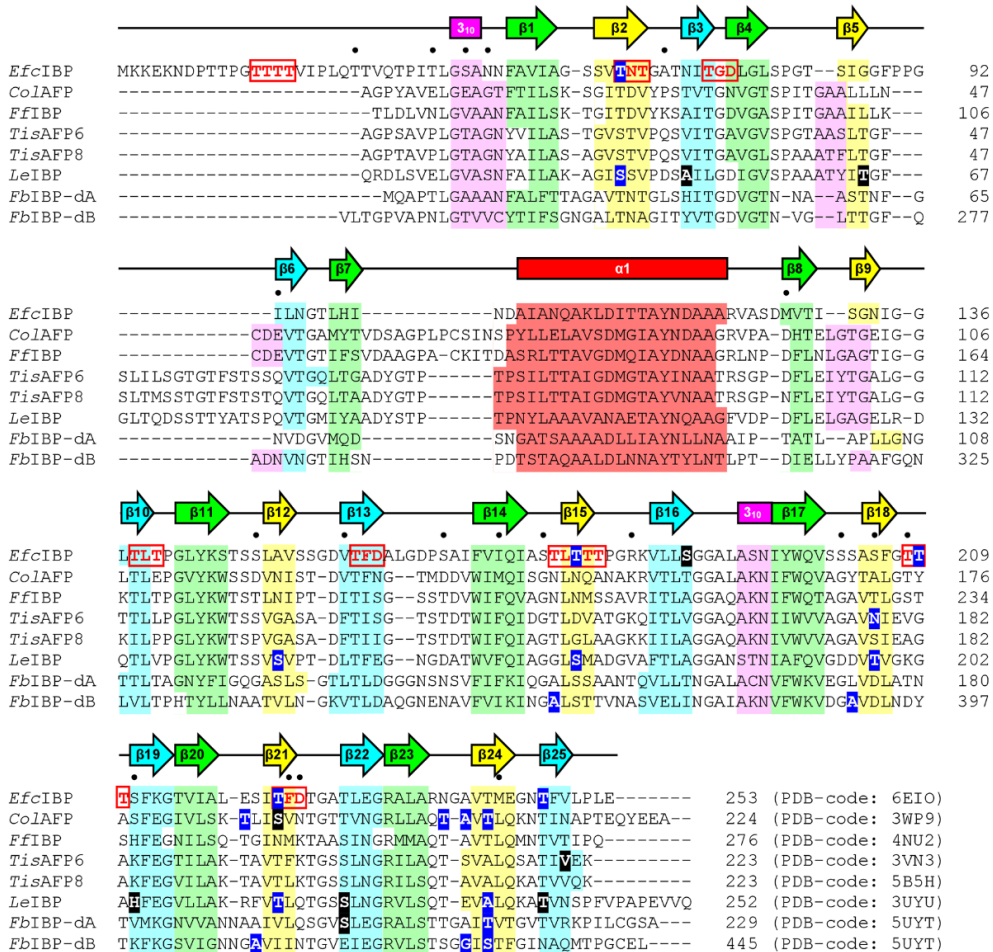 3₁₀ β1 β2 β3 β4 β5
EfcIBP MKKEKNDPTTPGTTTTVIPLQTTVQTPITLGSANNFAVIAG-SSVTNTGATNITGDLGLSPGT--SIGGFPPG 92
ColAFP ----------------------AGPYAVELGEAGTFTILSK-SGITDVYPSTVTGNVGTSPITGAALLLN--- 47
FfIBP -----------------------TLDLVNLGVAANFAILSK-TGITDVYKSAITGDVGASPITGAAILLK--- 106
TisAFP6 ----------------------AGPSAVPLGTAGNYVILAS-TGVSTVPQSVITGDVGVSPGTAASLTGF--- 47
TisAFP8 ----------------------AGPTAVPLGTAGNYAILAS-AGVSTVPQSVITGAVGLSPAAATFLTGF--- 47
LeIBP ----------------------QRDLSVELGVASNFAILAK-AGISSVPDSAILGDIGVSPAAATYITGF--- 67
FbIBP-dA ------------------------MQAPTLGAAANFALFTTAGAVTNTGLSHITGDVGTN-NA--ASTNF--G 65
FbIBP-dB --------------------VLTGPVAPNLGTVVCYTIFSGNGALTNAGITYVTGDVGTN-VG--LTTGF--Q 277
β6 β7 α1 β8 β9
EfcIBP --------------ILNGTLHI------------NDAIANQAKLDITTAYNDAAARVASDMVTI---SGNIG-G 136
ColAFP ------------CDEVTGAMYTVDSAGPLPCSINSPYLLELAVSDMGIAYNDAAGRVPA-DHTELGTGEIG-G 106
FfIBP ------------CDEVTGTIFSVDAAGPA-CKITDASRLTTAVGDMQIAYDNAAGRLNP-DFLNLGAGTIG-G 164
TisAFP6 SLILSGTGTFSTSSQVTGQLTGADYGTP------TPSILTTAIGDMGTAYINAATRSGP-DFLEIYTGALG-G 112
TisAFP8 SLTMSSTGTFSTSTQVTGQLTAADYGTP------TPSILTTAIGDMGTAYVNAATRSGP-NFLEIYTGALG-G 112
LeIBP GLTQDSSTTYATSPQVTGMIYAADYSTP------TPNYLAAAVANAETAYNQAAGFVDP-DFLELGAGELR-D 132
FbIBP-dA --------------NVDGVMQD------------SNGATSAAAADLLIAYNLLNAAIP--TATL--APLLGNG 108
FbIBP-dB ------------ADNVNGTIHSN-----------PDTSTAQAALDLNNAYTYLNTLPT--DIELLYPAAFGQN 325
β10 β11 β12 β13 β14 β15 β16 3₁₀ β17 β18
EfcIBP LTLTPGLYKSTSSLAVSSGDVTFDALGDPSAIFVIQIASTLTTTPGRKVLLSGGALASNIYWQVSSSASFGTT 209
ColAFP LTLEPGVYKWSSDVNIST-DVTFNG--TMDDVWIMQISGNLNQANAKRVTLTGGALAKNIFWQVAGYTALGTY 176
FfIBP KTLTPGLYKWTSTLNIPT-DITISG--SSTDVWIFQVAGNLNMSSAVRITLAGGAQAKNIFWQTAGAVTLGST 234
TisAFP6 TTLLPGLYKWTSSVGASA-DFTISG--TSTDTWIFQIDGTLDVATGKQITLVGGAQAKNIIWVVAGAVNIEVG 182
TisAFP8 KILPPGLYKWTSPVGASA-DFTIIG--TSTDTWIFQIAGTLGLAAGKKIILAGGAQAKNIVWVVAGAVSIEAG 182
LeIBP QTLVPGLYKWTSSVSVPT-DLTFEG--NGDATWVFQIAGGLSMADGVAFTLAGGANSTNIAFQVGDDVTVGKG 202
FbIBP-dA TTLTAGNYFIGQGASLS-GTLTLDGGGNSNSVFIFKIQGALSSAANTQVLLTNGALACNVFWKVEGLVDLATN 180
FbIBP-dB LVLTPHTYLLNAATVLN-GKVTLDAQGNENAVFVIKINGALSTTVNASVELINGAIAKNVFWKVDGAVDLNDY 397
β19 β20 β21 β22 β23 β24 β25
EfcIBP TSFKGTVIAL-ESITFDTGATLEGRALARNGAVTMEGNTFVLPLE-------- 253 (PDB-code: 6EIO)
ColAFP ASFEGIVLSK-TLISVNTGTTVNGRLLAQTAVTLQKNTINAPTEQYEEA-- 224 (PDB-code: 3WP9)
FfIBP SHFEGNILSQ-TGINMKTAASINGRMMAQT-AVTLQMNTVTIPQ--------- 276 (PDB-code: 4NU2)
TisAFP6 AKFEGTILAK-TAVTFKTGSSLNGRILAQT-SVALQSATIVEK---------- 223 (PDB-code: 3VN3)
TisAFP8 AKFEGVILAK-TAVTLKTGSSLNGRILSQT-AVALQKATVVQK---------- 223 (PDB-code: 5B5H)
LeIBP AHFEGVLLAK-RFVTLQTGSSLNGRVLSQT-EVALQKATVNSPFVPAPEVVQ 252 (PDB-code: 3UYU)
FbIBP-dA TVMKGNVVANNAAIVLQSGVSLEGRALSTTGAITVTGVTVRKPILCGSA---- 229 (PDB-code: 5UYT)
FbIBP-dB TKFKGSVIGNNGAVIINTGVEIEGRVLSTSGGISTFGINAQMTPGCEL----- 445 (PDB-code: 5UYT)